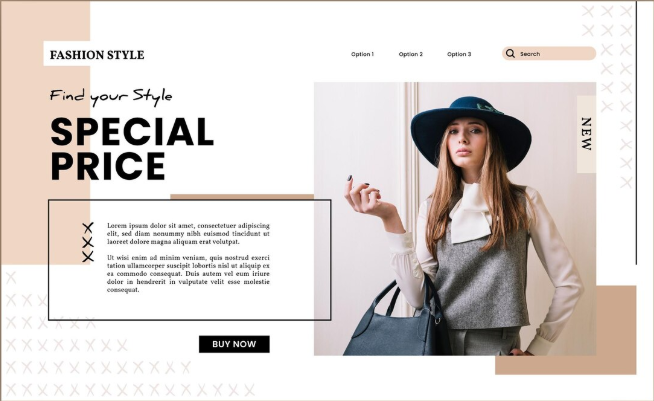 FASHION STYLE
Option 1
Option 2
Option 3
Search
Find your Style
SPECIAL
PRICE
NEW
Lorem ipsum dolor sit amet, consectetuer adipiscing
elit, sed diam nonummy nibh euismod tincidunt ut
laoreet dolore magna aliquam erat volutpat.
Ut wisi enim ad minim veniam, quis nostrud exerci
tation ullamcorper suscipit lobortis nisl ut aliquip ex
ea commodo consequat. Duis autem vel eum iriure
dolor in hendrerit in vulputate velit esse molestie
consequat.
BUY NOW